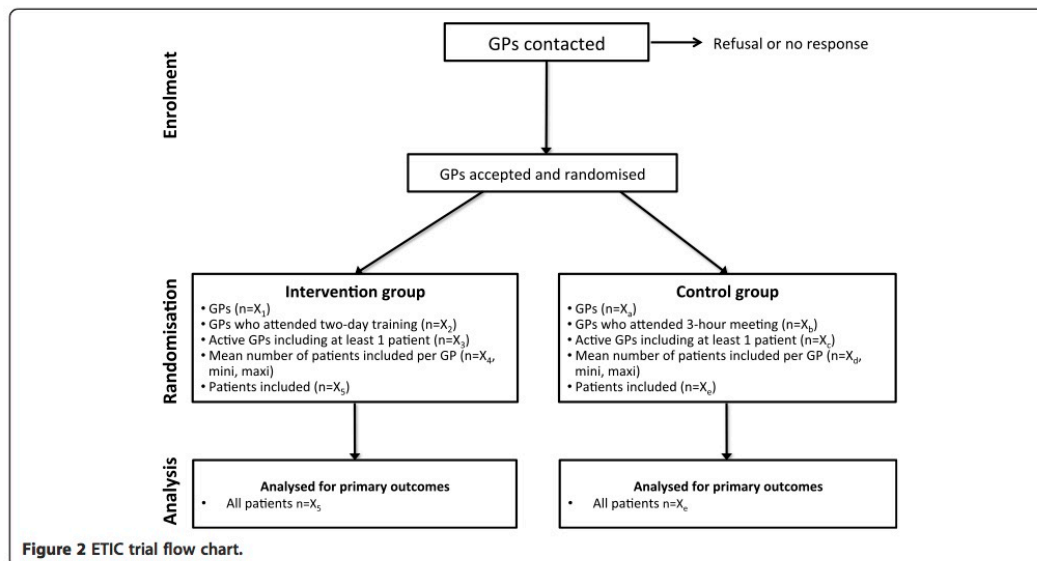 Enrolment
GPs contacted
Refusal or no response
GPs accepted and randomised
Randomisation
Intervention group
• GPs (n=X₁)
• GPs who attended two-day training (n=X₂)
• Active GPs including at least 1 patient (n=X₃)
• Mean number of patients included per GP (n=X₄,
mini, maxi)
• Patients included (n=X₅)
Control group
• GPs (n=Xₐ)
• GPs who attended 3-hour meeting (n=X_b)
• Active GPs including at least 1 patient (n=X_c)
• Mean number of patients included per GP (n=X_d,
mini, maxi)
• Patients included (n=Xₑ)
Analysis
Analysed for primary outcomes
• All patients n=X₅
Analysed for primary outcomes
• All patients n=Xₑ
Figure 2 ETIC trial flow chart.